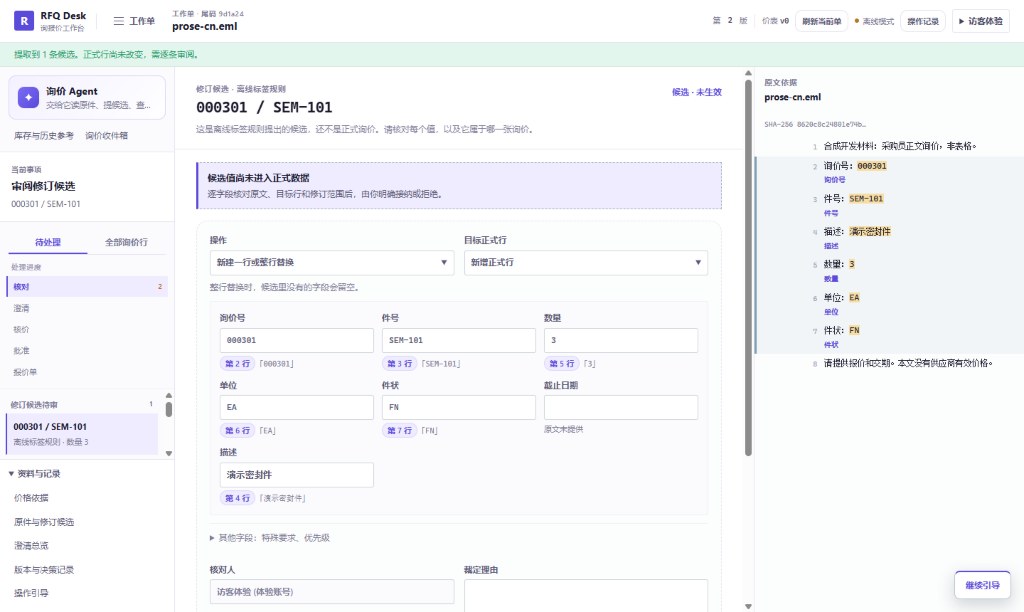 R
RFQ Desk
询报价工作台
工作单
工作单 · 尾码 9d1a24
prose-cn.eml
第 2 版
价表 v0
刷新当前单
离线模式
操作记录
▶ 访客体验
提取到 1 条候选。正式行尚未改变，需逐条审阅。
询价 Agent
交给它读原件、提候选、查...
库存与历史参考 询价收件箱
当前事项
审阅修订候选
000301 / SEM-101
待处理 全部询价行
处理进度
核对 2
澄清
核价
批准
报价单
修订候选待审 1
000301 / SEM-101
离线标签规则 · 数量 3
▼ 资料与记录
价格依据
原件与修订候选
澄清总览
版本与决策记录
操作引导
修订候选 · 离线标签规则
000301 / SEM-101
候选 · 未生效
这是离线标签规则提出的候选，还不是正式询价。请核对每个值，以及它属于哪一张询价。
候选值尚未进入正式数据
逐字段核对原文、目标行和修订范围后，由你明确接纳或拒绝。
操作 目标正式行
新建一行或整行替换 新增正式行
整行替换时，候选里没有的字段会留空。
询价号 件号 数量
000301 SEM-101 3
第 2 行 「000301」 第 3 行 「SEM-101」 第 5 行 「3」
单位 件状 截止日期
EA FN
第 6 行 「EA」 第 7 行 「FN」 原文未提供
描述
演示密封件
第 4 行 「演示密封件」
▶ 其他字段：特殊要求、优先级
核对人 裁定理由
访客体验 (体验账号)
原文依据
prose-cn.eml
1 合成开发材料：采购员正文询价，非表格。
2 询价号：000301
询价号
3 件号：SEM-101
件号
4 描述：演示密封件
描述
5 数量：3
数量
6 单位：EA
单位
7 件状：FN
件状
8 请提供报价和交期。本文没有供应商有效价格。
继续引导